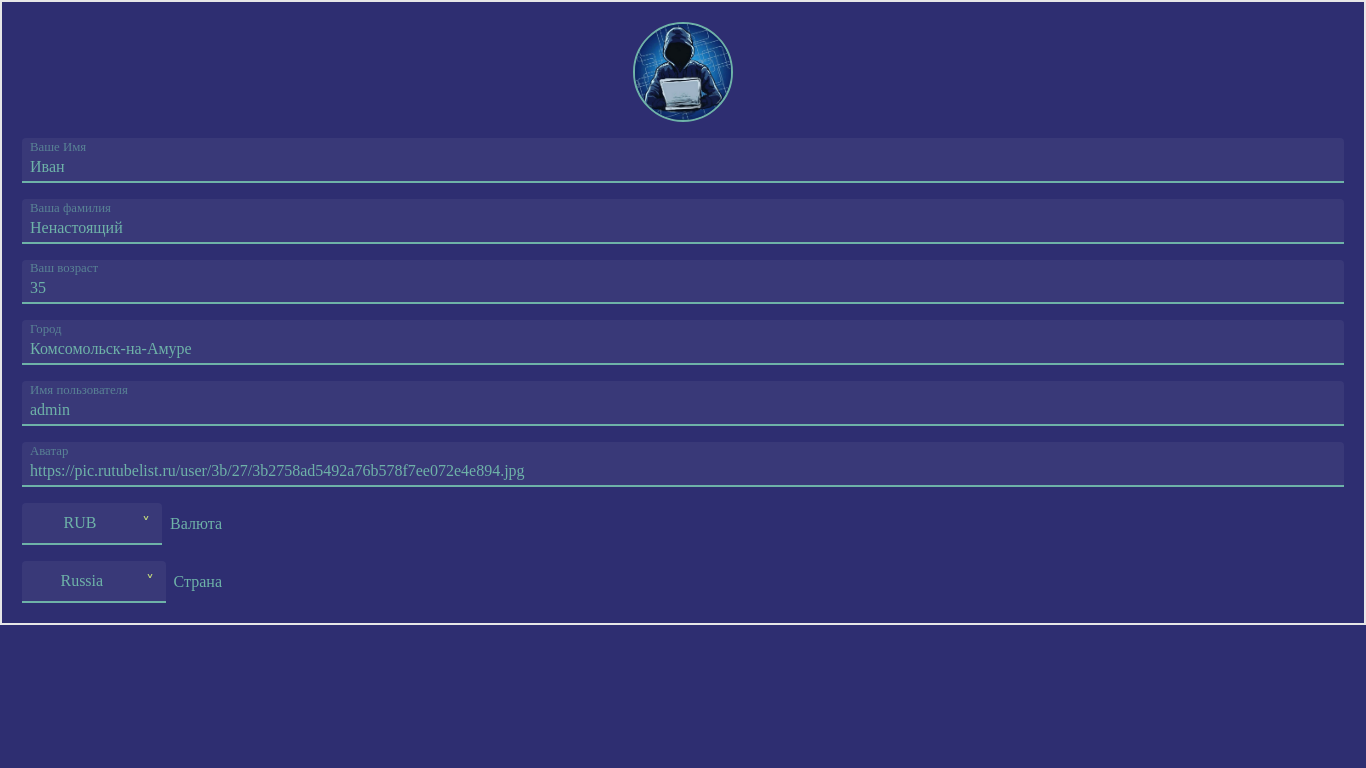 Ваше Имя
Иван
Ваша фамилия
Ненастоящий
Ваш возраст
35
Город
Комсомольск-на-Амуре
Имя пользователя
admin
Аватар
https://pic.rutubelist.ru/user/3b/27/3b2758ad5492a76b578f7ee072e4e894.jpg
RUB ˅ Валюта
Russia ˅ Страна